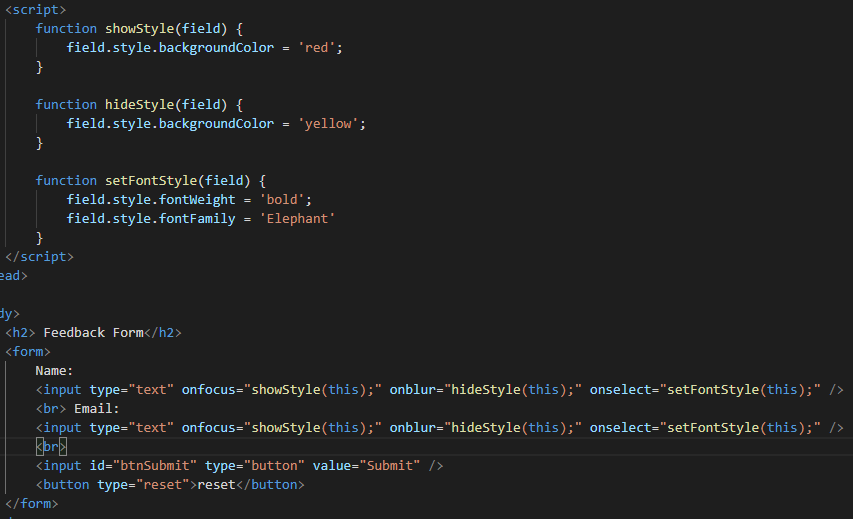 <script>
function showStyle(field) {
field.style.backgroundColor = 'red';
}
function hideStyle(field) {
field.style.backgroundColor = 'yellow';
}
function setFontStyle(field) {
field.style.fontWeight = 'bold';
field.style.fontFamily = 'Elephant'
}
</script>
ead>
dy>
<h2> Feedback Form</h2>
<form>
Name:
<input type="text" onfocus="showStyle(this);" onblur="hideStyle(this);" onselect="setFontStyle(this);" />
<br> Email:
<input type="text" onfocus="showStyle(this);" onblur="hideStyle(this);" onselect="setFontStyle(this);" />
<br>
<input id="btnSubmit" type="button" value="Submit" />
<button type="reset">reset</button>
</form>